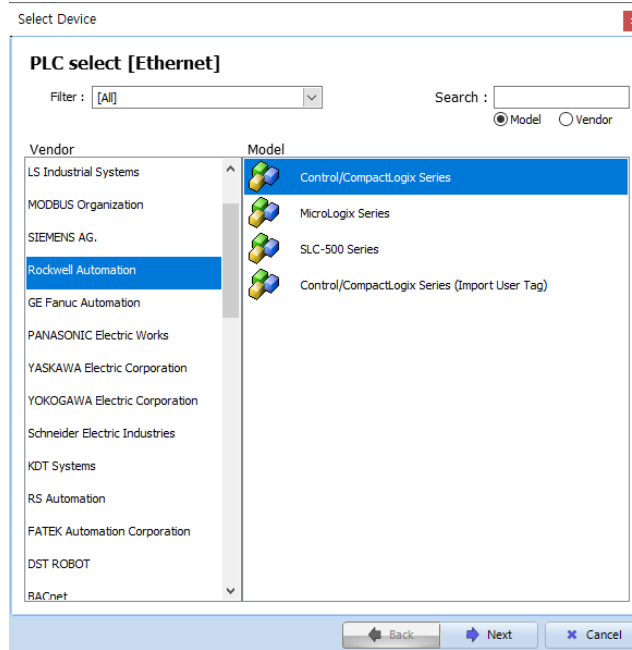 Select Device
PLC select [Ethernet]
Filter : [All]
Search :
Model Vendor
Vendor
LS Industrial Systems
MODBUS Organization
SIEMENS AG.
Rockwell Automation
GE Fanuc Automation
PANASONIC Electric Works
YASKAWA Electric Corporation
YOKOGAWA Electric Corporation
Schneider Electric Industries
KDT Systems
RS Automation
FATEK Automation Corporation
DST ROBOT
BACnet
Model
Control/CompactLogix Series
MicroLogix Series
SLC-500 Series
Control/CompactLogix Series (Import User Tag)
Back Next Cancel